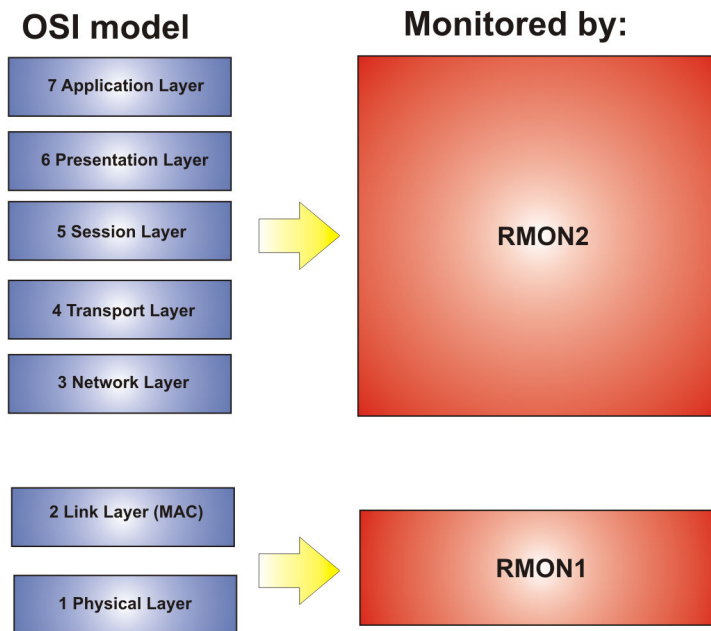 OSI model
Monitored by:
7 Application Layer
6 Presentation Layer
5 Session Layer
4 Transport Layer
3 Network Layer
RMON2
2 Link Layer (MAC)
1 Physical Layer
RMON1